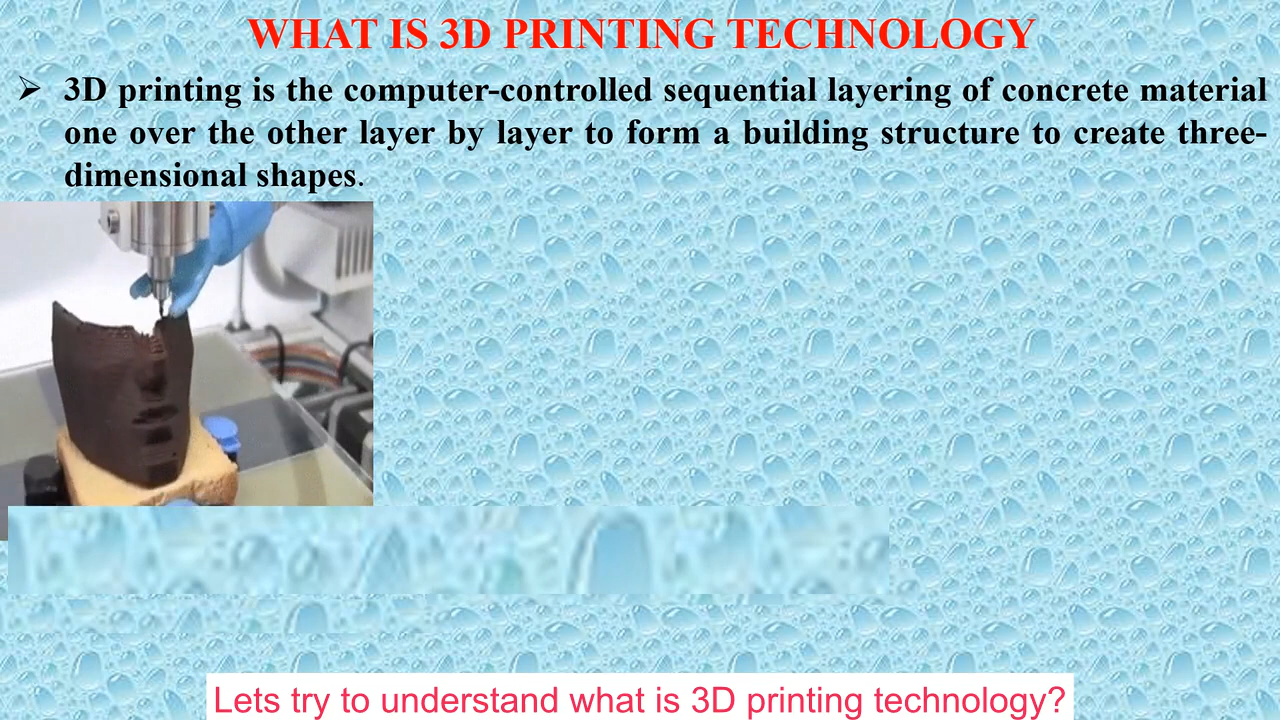 WHAT IS 3D PRINTING TECHNOLOGY
3D printing is the computer-controlled sequential layering of concrete material
one over the other layer by layer to form a building structure to create three-
dimensional shapes.
Lets try to understand what is 3D printing technology?